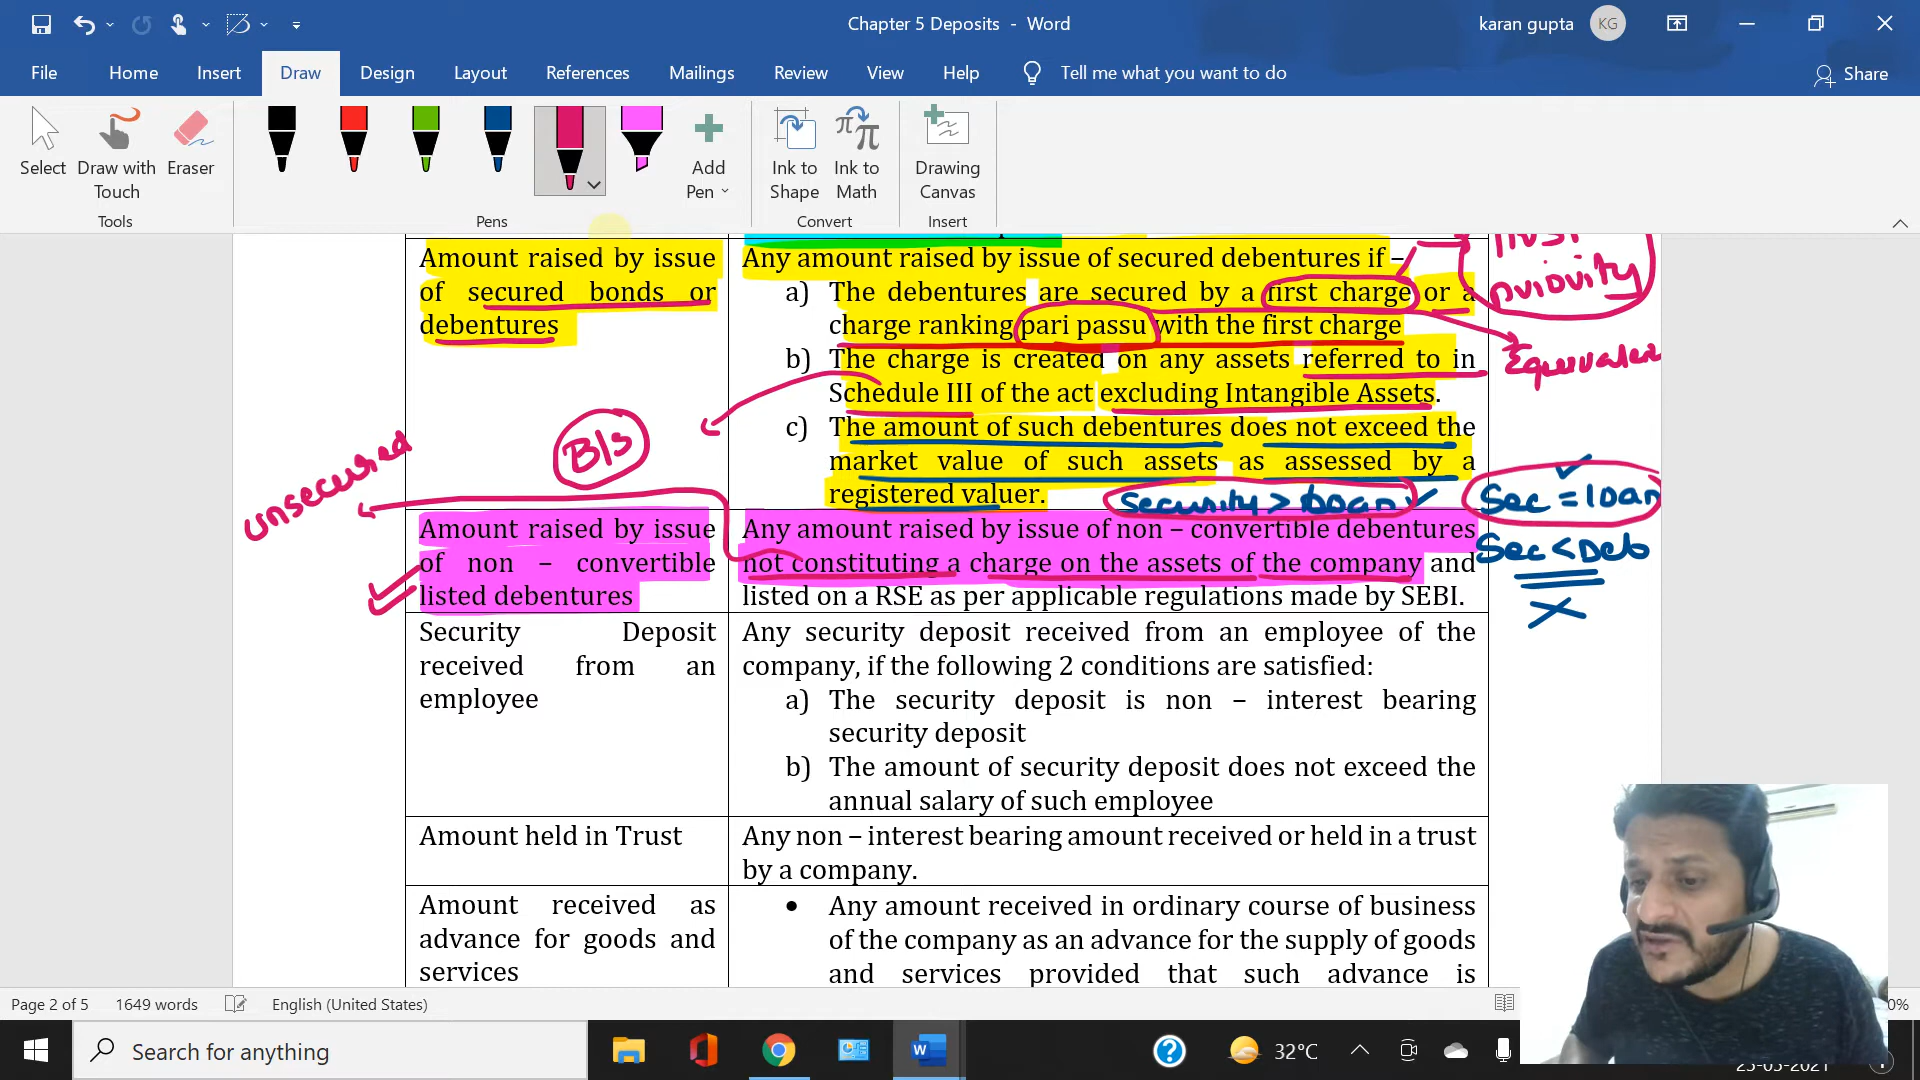 Chapter 5 Deposits - Word
karan gupta
KG
File
Home
Insert
Draw
Design
Layout
References
Mailings
Review
View
Help
Tell me what you want to do
Share
Select
Draw with Touch
Eraser
Add Pen
Ink to Shape
Ink to Math
Drawing Canvas
Tools
Pens
Convert
Insert
Amount raised by issue
of secured bonds or
debentures
Any amount raised by issue of secured debentures if –
a) The debentures are secured by a first charge or a
charge ranking pari passu with the first charge
b) The charge is created on any assets referred to in
Schedule III of the act excluding Intangible Assets.
c) The amount of such debentures does not exceed the
market value of such assets as assessed by a
registered valuer.
priority
B/s
unsecured
security > loan
Sec = loan
Sec < Deb
Amount raised by issue
of non – convertible
listed debentures
Any amount raised by issue of non – convertible debentures
not constituting a charge on the assets of the company and
listed on a RSE as per applicable regulations made by SEBI.
Security Deposit
received from an
employee
Any security deposit received from an employee of the
company, if the following 2 conditions are satisfied:
a) The security deposit is non – interest bearing
security deposit
b) The amount of security deposit does not exceed the
annual salary of such employee
Amount held in Trust
Any non – interest bearing amount received or held in a trust
by a company.
Amount received as
advance for goods and
services
• Any amount received in ordinary course of business
of the company as an advance for the supply of goods
and services provided that such advance is
Page 2 of 5
1649 words
English (United States)
0%
Search for anything
32°C